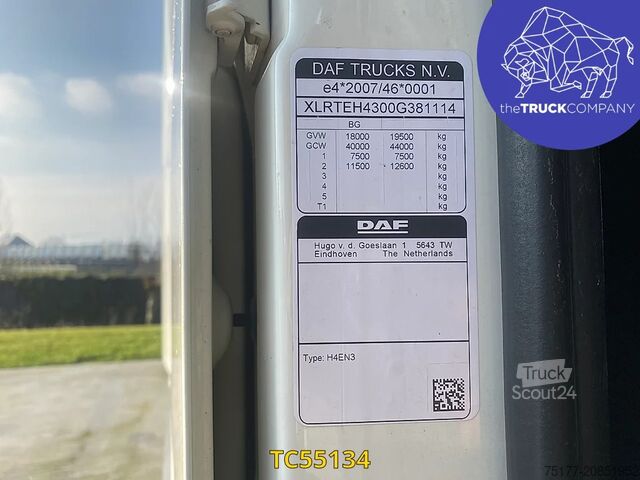 DAF TRUCKS N.V.
e4*2007/46*0001
XLRTEH4300G381114
BG
GVW 18000 19500 kg
GCW 40000 44000 kg
1 7500 7500 kg
2 11500 12600 kg
3 kg
4 kg
5 kg
T1 kg
DAF
Hugo v. d. Goeslaan 1 5643 TW
Eindhoven The Netherlands
Type: H4EN3
theTRUCKCOMPANY
Truck
Scout24
TC55134